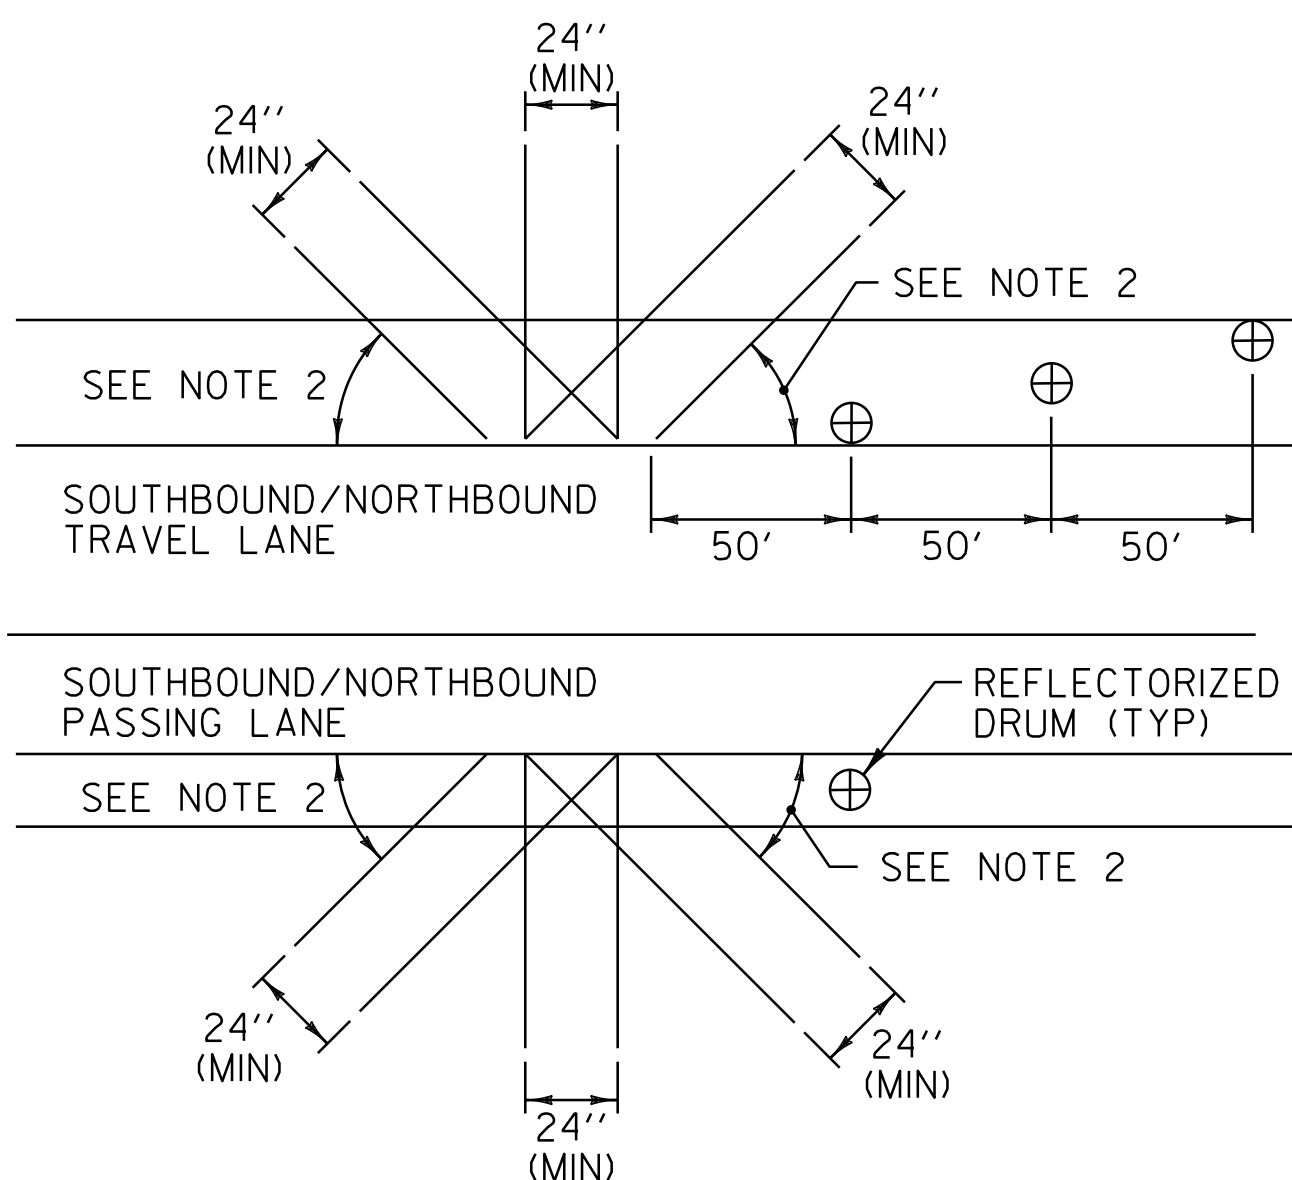 24''
(MIN)
24''
(MIN)
24''
(MIN)
SEE NOTE 2
SEE NOTE 2
SOUTHBOUND/NORTHBOUND
TRAVEL LANE
50'
50'
50'
SOUTHBOUND/NORTHBOUND
PASSING LANE
REFLECTORIZED
DRUM (TYP)
SEE NOTE 2
SEE NOTE 2
24''
(MIN)
24''
(MIN)
24''
(MIN)